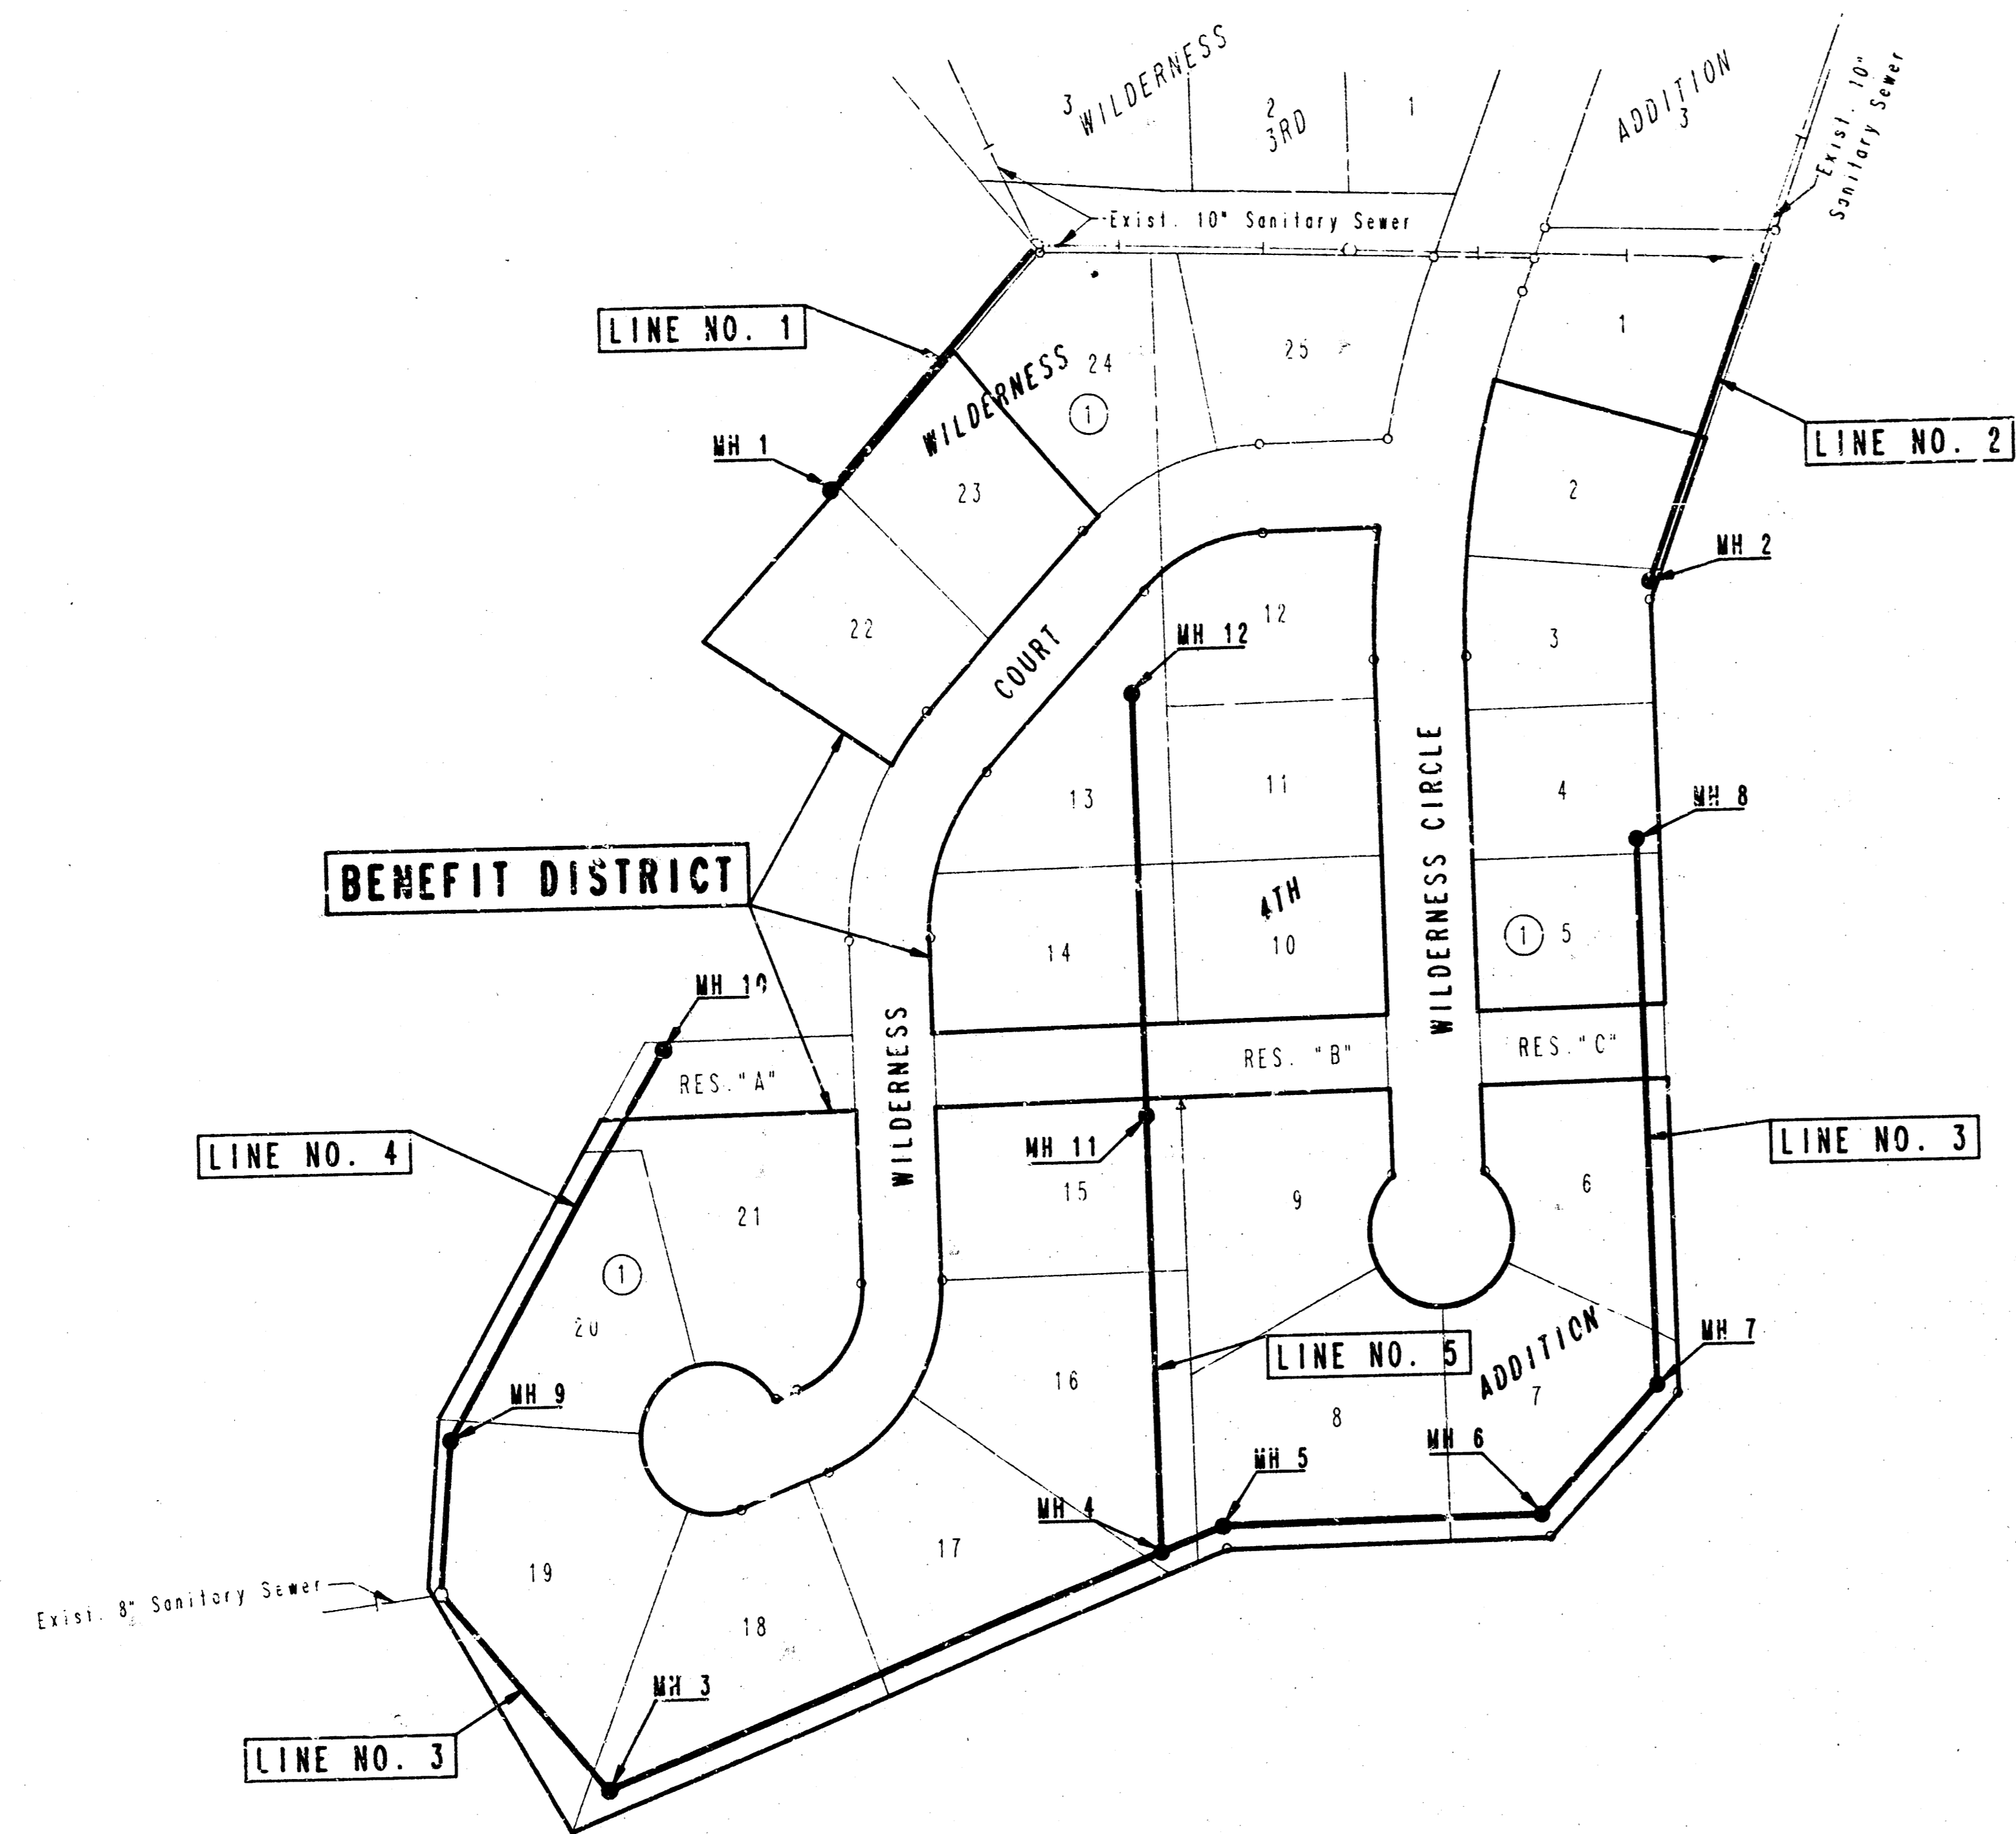 WILDERNESS
3
2
3RD
1
ADDITION
3
Exist. 10"
Sanitary Sewer
Exist. 10" Sanitary Sewer
LINE NO. 1
1
24
25
WILDERNESS
1
LINE NO. 2
MH 1
23
2
MH 2
22
COURT
12
MH 12
3
13
11
WILDERNESS CIRCLE
4
MH 8
BENEFIT DISTRICT
4TH
14
10
1
5
MH 10
WILDERNESS
RES. "A"
RES. "B"
RES. "C"
LINE NO. 4
MH 11
LINE NO. 3
15
9
6
21
1
20
LINE NO. 5
ADDITION
MH 7
16
MH 9
8
7
MH 6
MH 5
MH 4
17
19
Exist. 8" Sanitary Sewer
18
MH 3
LINE NO. 3